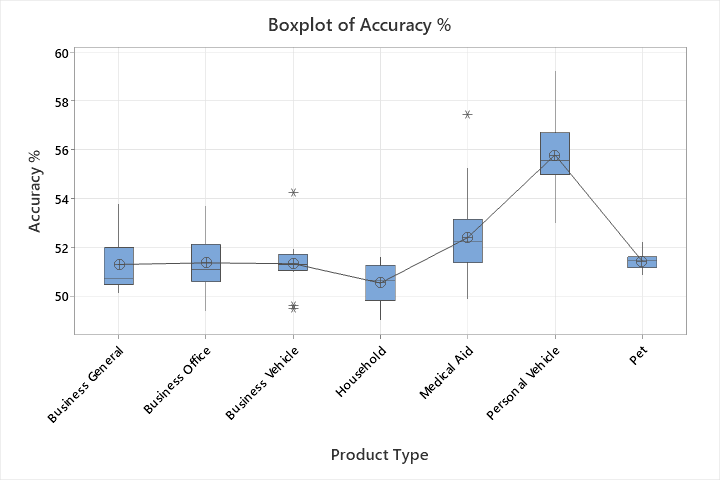 Boxplot of Accuracy %
60
58
56
54
52
50
Accuracy %
Business General
Business Office
Business Vehicle
Household
Medical Aid
Personal Vehicle
Pet
Product Type